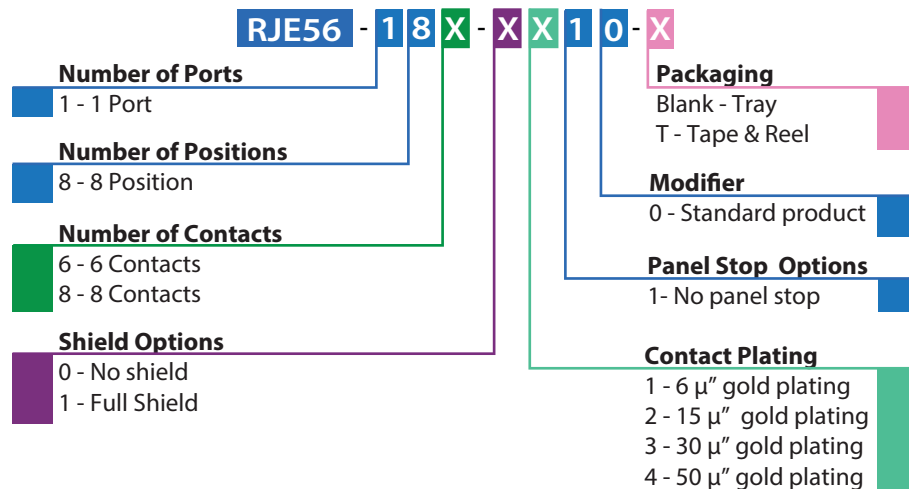 RJE56 - 1 8 X - X X 1 0 - X
Number of Ports
1 - 1 Port
Number of Positions
8 - 8 Position
Number of Contacts
6 - 6 Contacts
8 - 8 Contacts
Shield Options
0 - No shield
1 - Full Shield
Packaging
Blank - Tray
T - Tape & Reel
Modifier
0 - Standard product
Panel Stop Options
1- No panel stop
Contact Plating
1 - 6 µ” gold plating
2 - 15 µ” gold plating
3 - 30 µ” gold plating
4 - 50 µ” gold plating